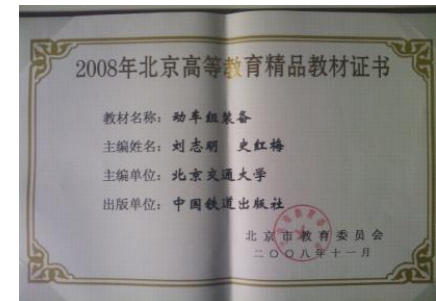 2008年北京高等教育精品教材证书
教材名称：动车组装备
主编姓名：刘志明 史红梅
主编单位：北京交通大学
出版单位：中国铁道出版社
北京市教育委员会
二〇〇八年十一月